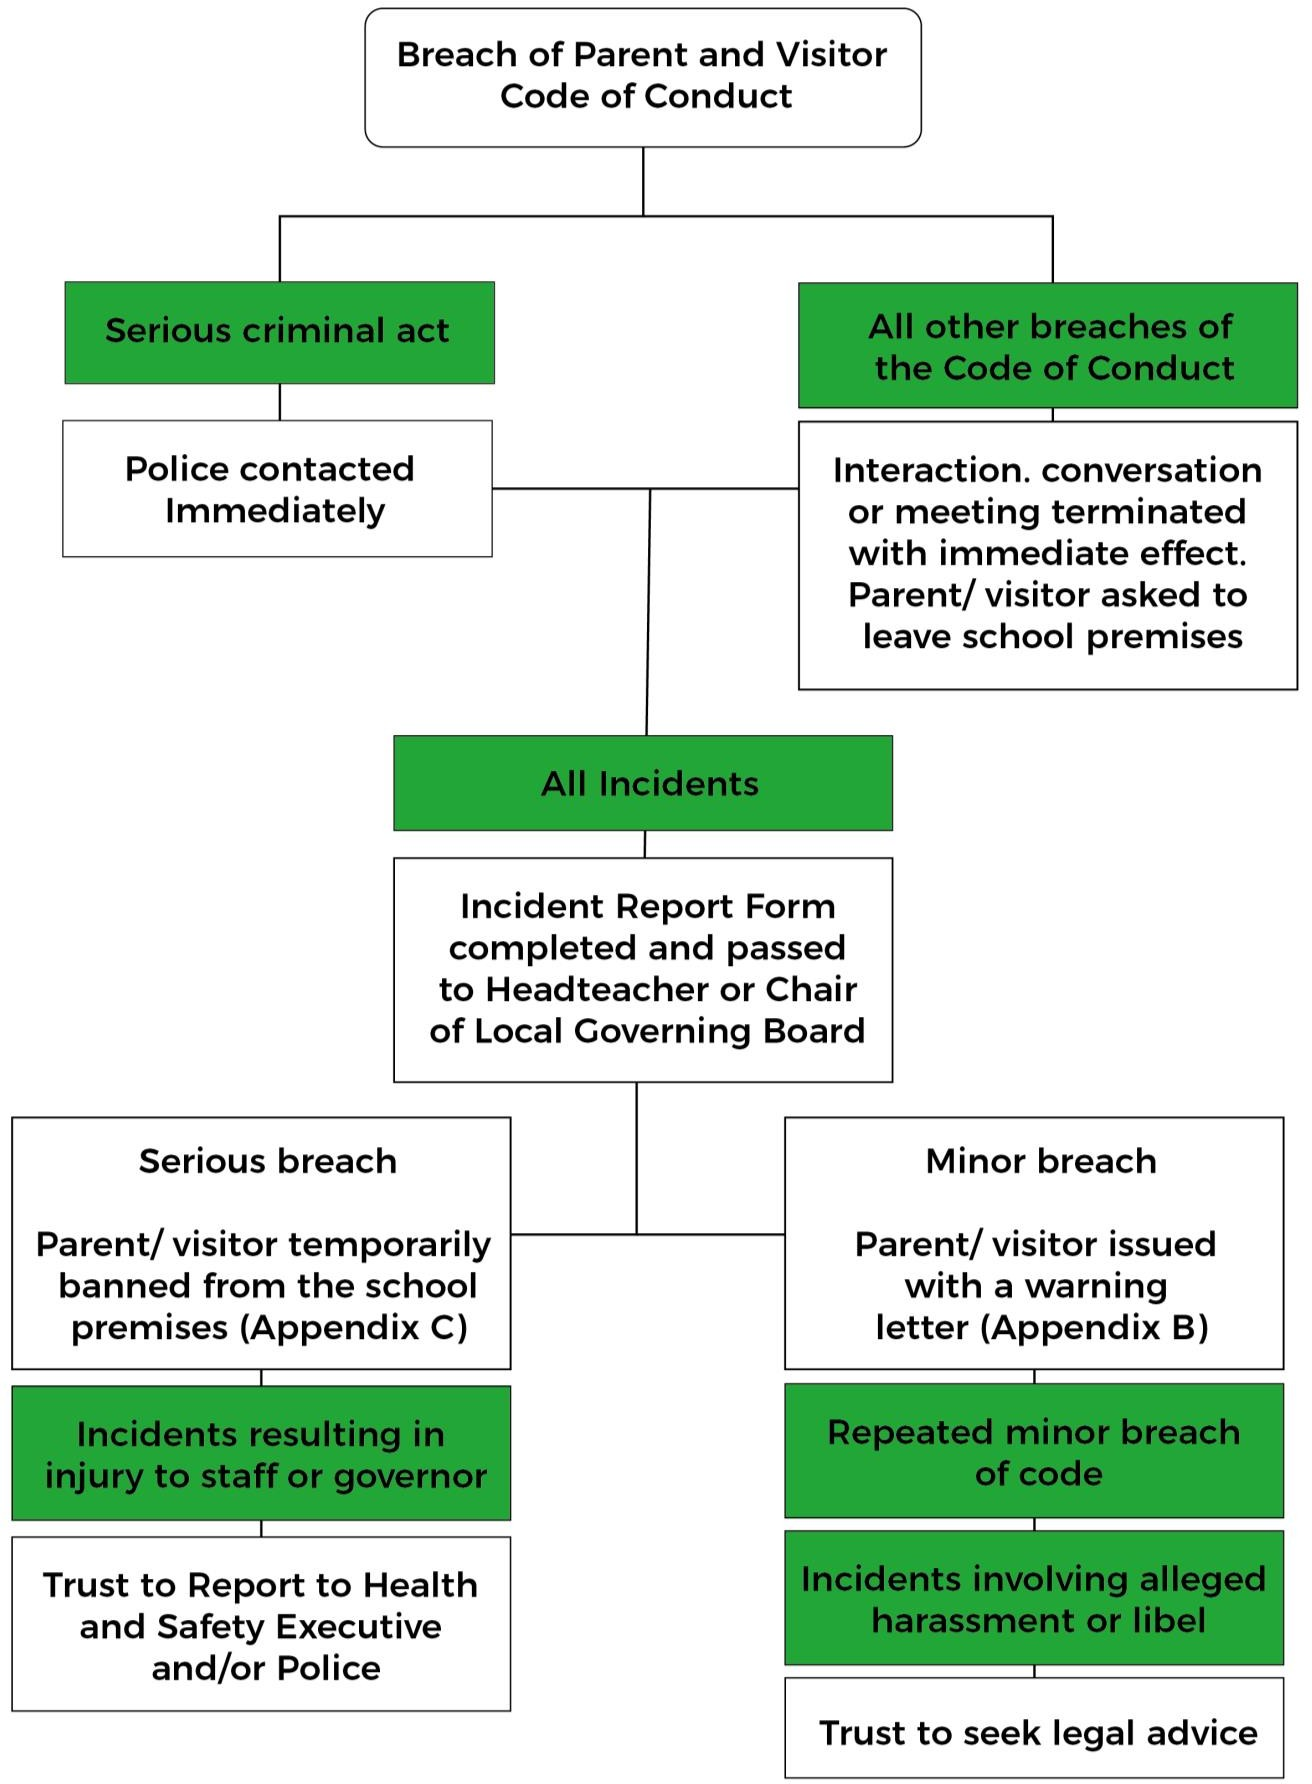 Breach of Parent and Visitor
Code of Conduct
Serious criminal act
All other breaches of
the Code of Conduct
Police contacted
Immediately
Interaction. conversation
or meeting terminated
with immediate effect.
Parent/ visitor asked to
leave school premises
All Incidents
Incident Report Form
completed and passed
to Headteacher or Chair
of Local Governing Board
Serious breach
Parent/ visitor temporarily
banned from the school
premises (Appendix C)
Minor breach
Parent/ visitor issued
with a warning
letter (Appendix B)
Incidents resulting in
injury to staff or governor
Repeated minor breach
of code
Trust to Report to Health
and Safety Executive
and/or Police
Incidents involving alleged
harassment or libel
Trust to seek legal advice